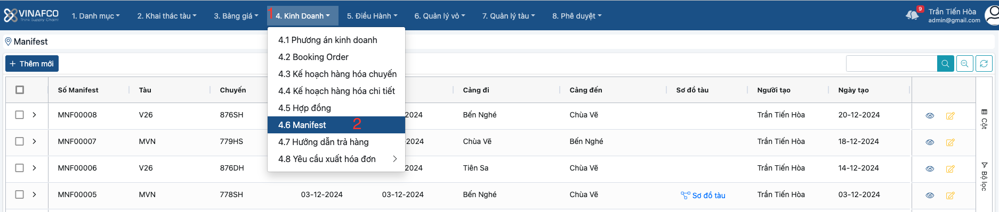 VINAFCO
Think Supply Chain!
1. Danh mục
2. Khai thác tàu
3. Bảng giá
1
4. Kinh Doanh
5. Điều Hành
6. Quản lý vỏ
7. Quản lý tàu
8. Phê duyệt
9
Trần Tiến Hòa
admin@gmail.com
Manifest
4.1 Phương án kinh doanh
4.2 Booking Order
4.3 Kế hoạch hàng hóa chuyến
4.4 Kế hoạch hàng hóa chi tiết
4.5 Hợp đồng
4.6 Manifest 2
4.7 Hướng dẫn trả hàng
4.8 Yêu cầu xuất hóa đơn
+ Thêm mới
Số Manifest Tàu Chuyến Cảng đi Cảng đến Sơ đồ tàu Người tạo Ngày tạo
MNF00008 V26 876SH -2024 Bến Nghé Chùa Vẽ Trần Tiến Hòa 20-12-2024
MNF00007 MVN 779HS -2024 Chùa Vẽ Bến Nghé Trần Tiến Hòa 18-12-2024
MNF00006 V26 876DH 2024 Tiên Sa Chùa Vẽ Trần Tiến Hòa 14-12-2024
MNF00005 MVN 778SH 03-12-2024 03-12-2024 Bến Nghé Chùa Vẽ Sơ đồ tàu Trần Tiến Hòa 03-12-2024
Cột
Bộ lọc